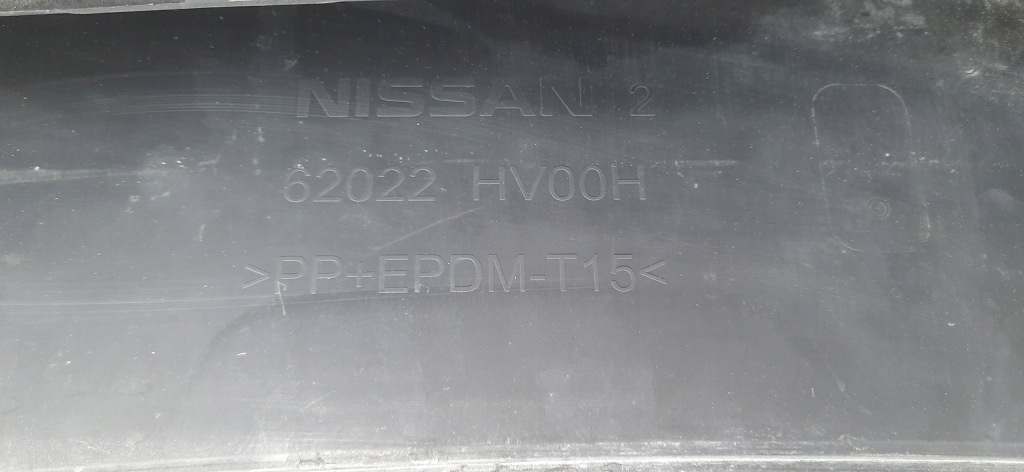 NISSAN 2
62022 HV00H
>PP+EPDM-T15<